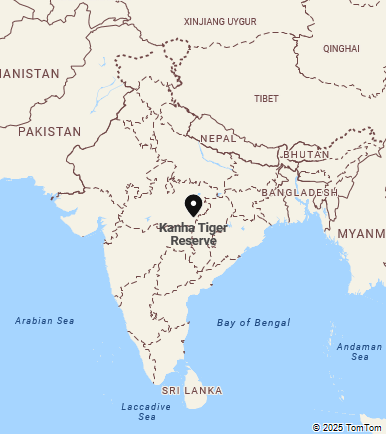 XINJIANG UYGUR
QINGHAI
HANISTAN
TIBET
PAKISTAN
NEPAL
BHUTAN
BANGLADESH
Kanha Tiger
Reserve
MYANM
Arabian Sea
Bay of Bengal
Andaman
Sea
SRI LANKA
Laccadive
Sea
© 2025 TomTom